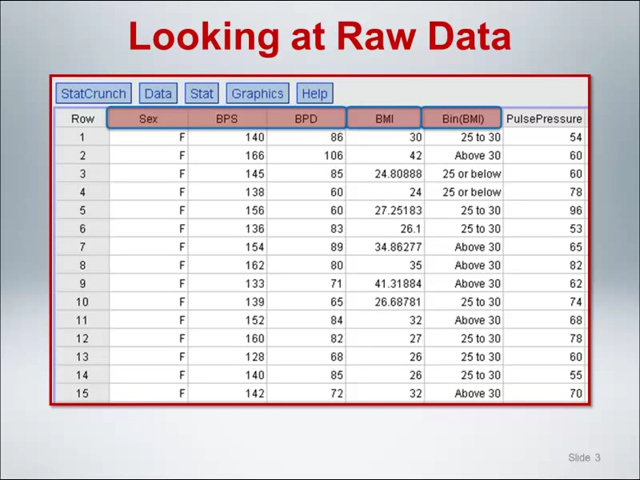 Looking at Raw Data
StatCrunch Data Stat Graphics Help
Row Sex BPS BPD BMI Bin(BMI) PulsePressure
1 F 140 86 30 25 to 30 54
2 F 166 106 42 Above 30 60
3 F 145 85 24.80888 25 or below 60
4 F 138 60 24 25 or below 78
5 F 156 60 27.25183 25 to 30 96
6 F 136 83 26.1 25 to 30 53
7 F 154 89 34.86277 Above 30 65
8 F 162 80 35 Above 30 82
9 F 133 71 41.31884 Above 30 62
10 F 139 65 26.68781 25 to 30 74
11 F 152 84 32 Above 30 68
12 F 160 82 27 25 to 30 78
13 F 128 68 26 25 to 30 60
14 F 140 85 26 25 to 30 55
15 F 142 72 32 Above 30 70
Slide 3